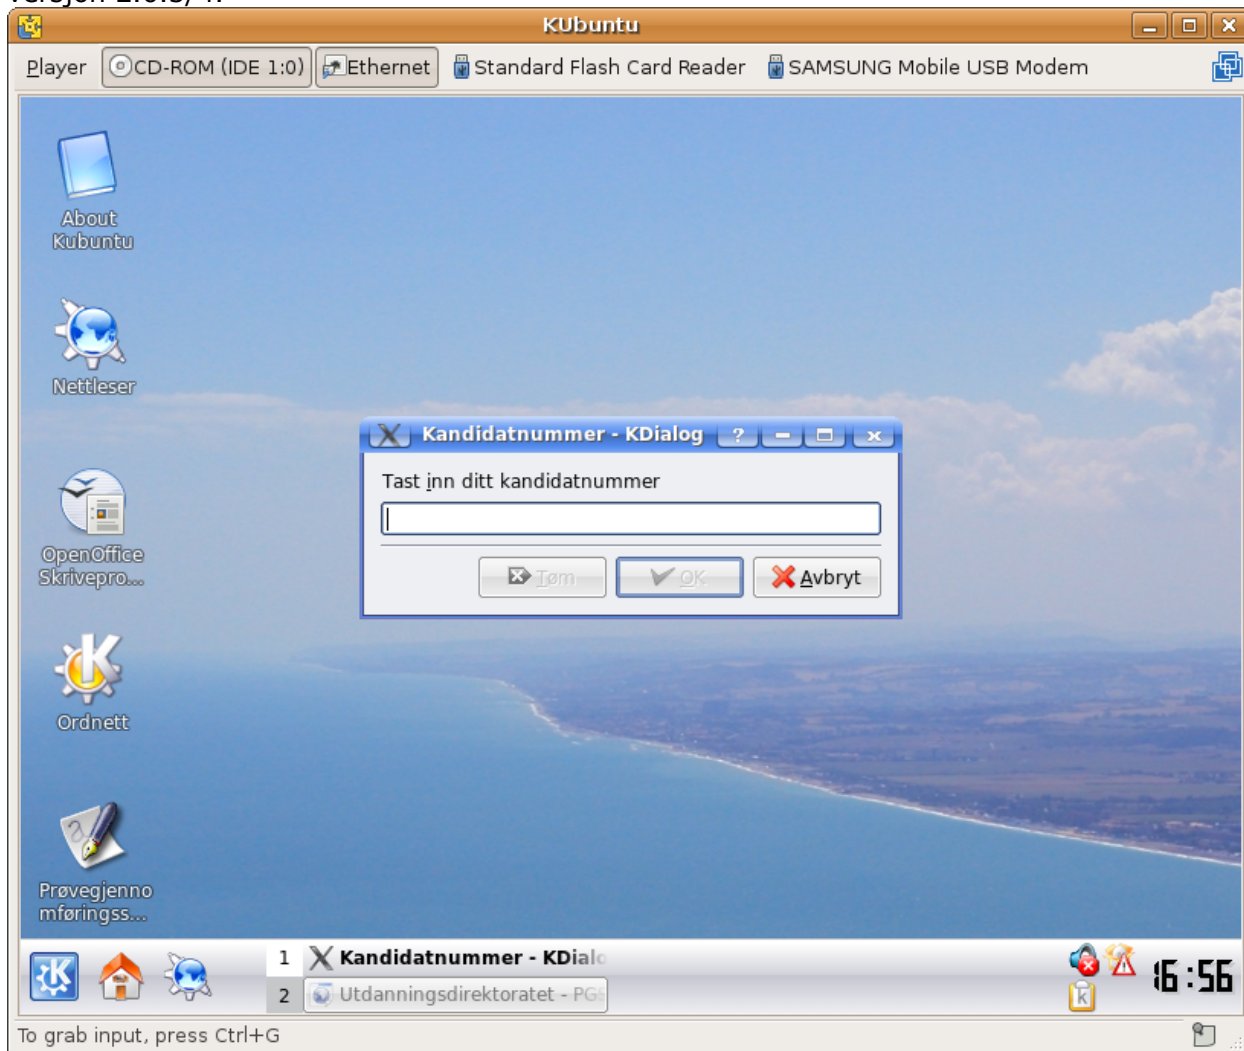 KUbuntu
Player CD-ROM (IDE 1:0) Ethernet Standard Flash Card Reader SAMSUNG Mobile USB Modem
About
Kubuntu
Nettleser
Kandidatnummer - KDialog
Tast inn ditt kandidatnummer
Tøm OK Avbryt
OpenOffice
Skrivepro...
Ordnett
Prøvegjenno
mføringss...
1 Kandidatnummer - KDialo
2 Utdanningsdirektoratet - PGS
16:56
To grab input, press Ctrl+G